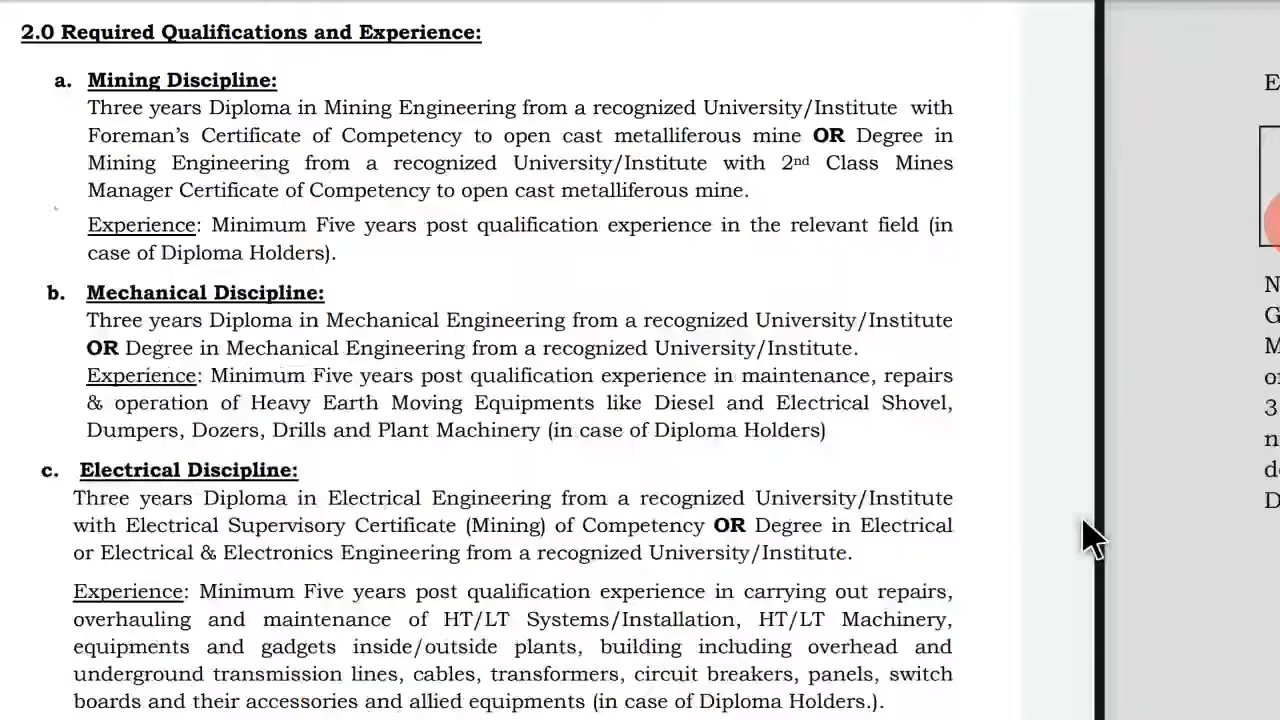 2.0 Required Qualifications and Experience:
a. Mining Discipline:
Three years Diploma in Mining Engineering from a recognized University/Institute with
Foreman's Certificate of Competency to open cast metalliferous mine OR Degree in
Mining Engineering from a recognized University/Institute with 2nd Class Mines
Manager Certificate of Competency to open cast metalliferous mine.
Experience: Minimum Five years post qualification experience in the relevant field (in
case of Diploma Holders).
b. Mechanical Discipline:
Three years Diploma in Mechanical Engineering from a recognized University/Institute
OR Degree in Mechanical Engineering from a recognized University/Institute.
Experience: Minimum Five years post qualification experience in maintenance, repairs
& operation of Heavy Earth Moving Equipments like Diesel and Electrical Shovel,
Dumpers, Dozers, Drills and Plant Machinery (in case of Diploma Holders)
c. Electrical Discipline:
Three years Diploma in Electrical Engineering from a recognized University/Institute
with Electrical Supervisory Certificate (Mining) of Competency OR Degree in Electrical
or Electrical & Electronics Engineering from a recognized University/Institute.
Experience: Minimum Five years post qualification experience in carrying out repairs,
overhauling and maintenance of HT/LT Systems/Installation, HT/LT Machinery,
equipments and gadgets inside/outside plants, building including overhead and
underground transmission lines, cables, transformers, circuit breakers, panels, switch
boards and their accessories and allied equipments (in case of Diploma Holders.).